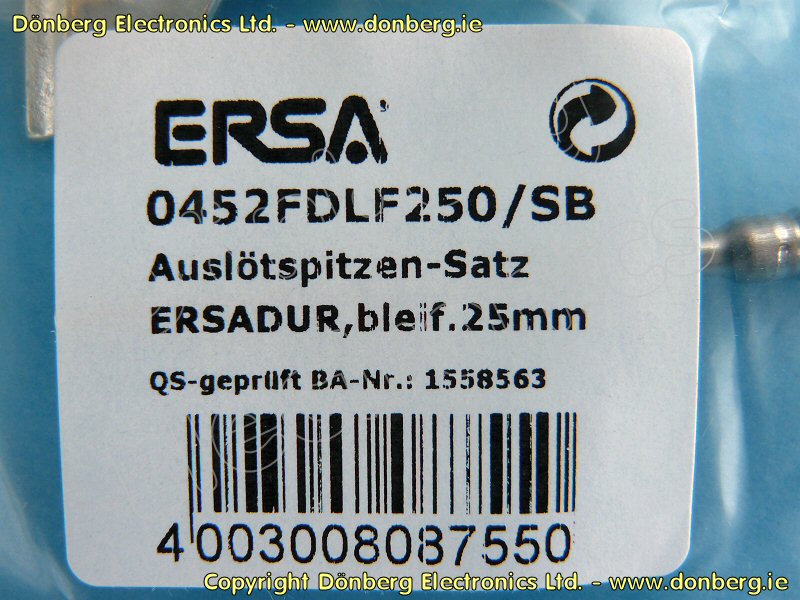 Dönberg Electronics Ltd. - www.donberg.ie
ERSA
0452FDLF250/SB
Auslötspitzen-Satz
ERSADUR,bleif.25mm
QS-geprüft BA-Nr.: 1558563
4003008087550
Copyright Dönberg Electronics Ltd. - www.donberg.ie